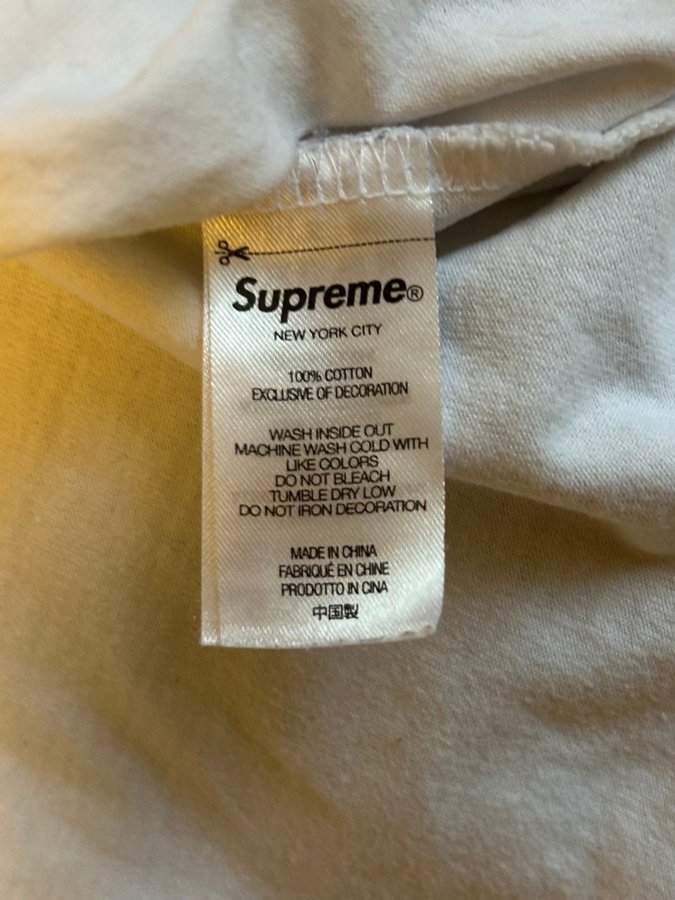 Supreme®
NEW YORK CITY
100% COTTON
EXCLUSIVE OF DECORATION
WASH INSIDE OUT
MACHINE WASH COLD WITH
LIKE COLORS
DO NOT BLEACH
TUMBLE DRY LOW
DO NOT IRON DECORATION
MADE IN CHINA
FABRIQUÉ EN CHINE
PRODOTTO IN CINA
中国製